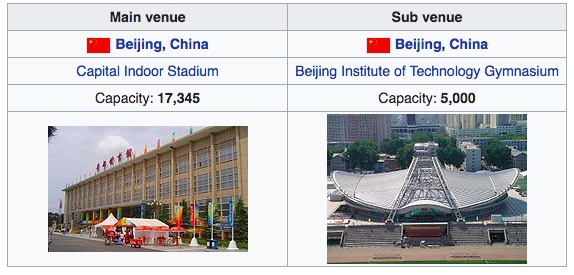 Main venue
Sub venue
Beijing, China
Beijing, China
Capital Indoor Stadium
Beijing Institute of Technology Gymnasium
Capacity: 17,345
Capacity: 5,000